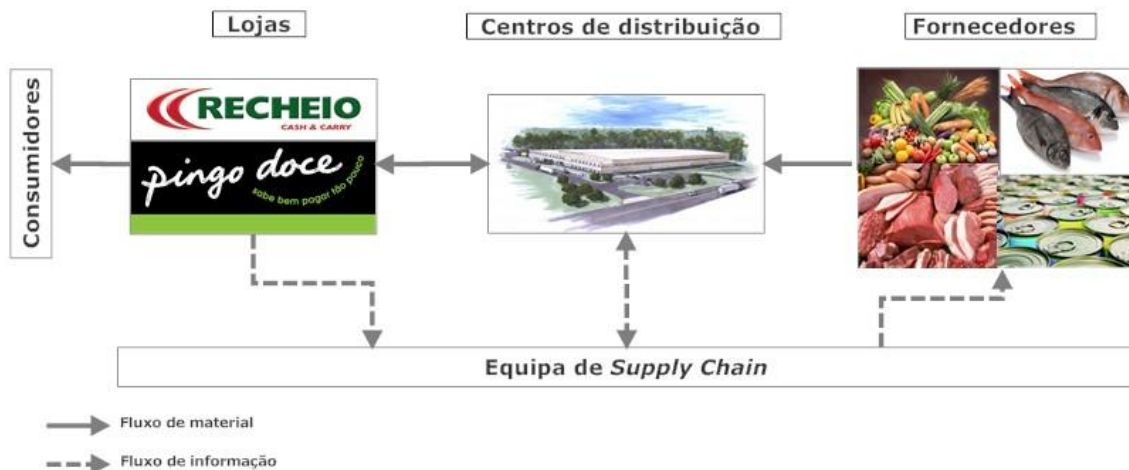 Lojas
Centros de distribuição
Fornecedores
Consumidores
RECHEIO
CASH & CARRY
pingo doce
sabe bem pagar tão pouco
Equipa de Supply Chain
Fluxo de material
Fluxo de informação